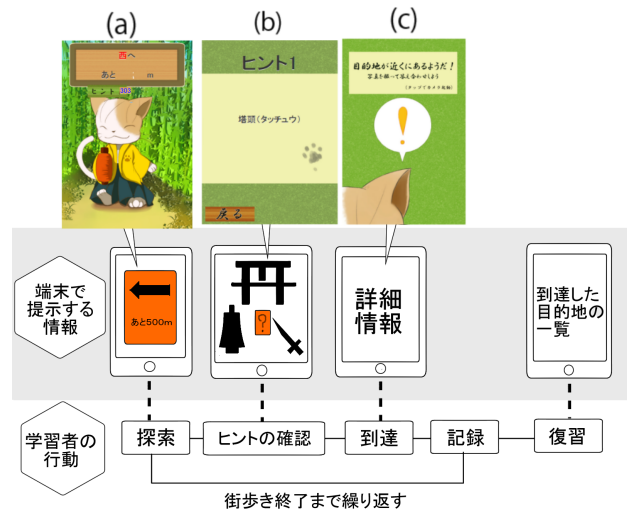 (a)
(b)
(c)
西へ
あと m
ヒント 303
ヒント1
塔頭(タッチュウ)
戻る
目的地が近くにあるようだ!
写真を撮って答え合わせしよう
(タップでカメラ起動)
端末で
提示する
情報
あと500m
?
詳細
情報
到達した
目的地の
一覧
学習者の
行動
探索
ヒントの確認
到達
記録
復習
街歩き終了まで繰り返す